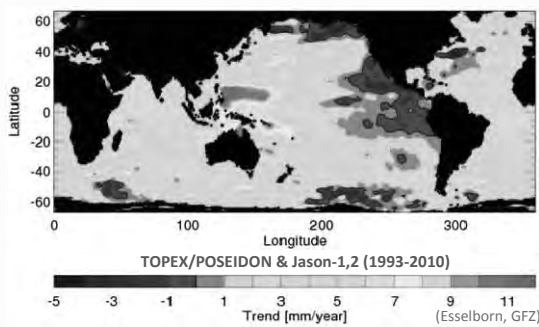 60
40
20
0
-20
-40
-60
Latitude
0 100 200 300
Longitude
TOPEX/POSEIDON & Jason-1,2 (1993-2010)
-5 -3 -1 1 3 5 7 9 11
Trend [mm/year]
(Esselborn, GFZ)